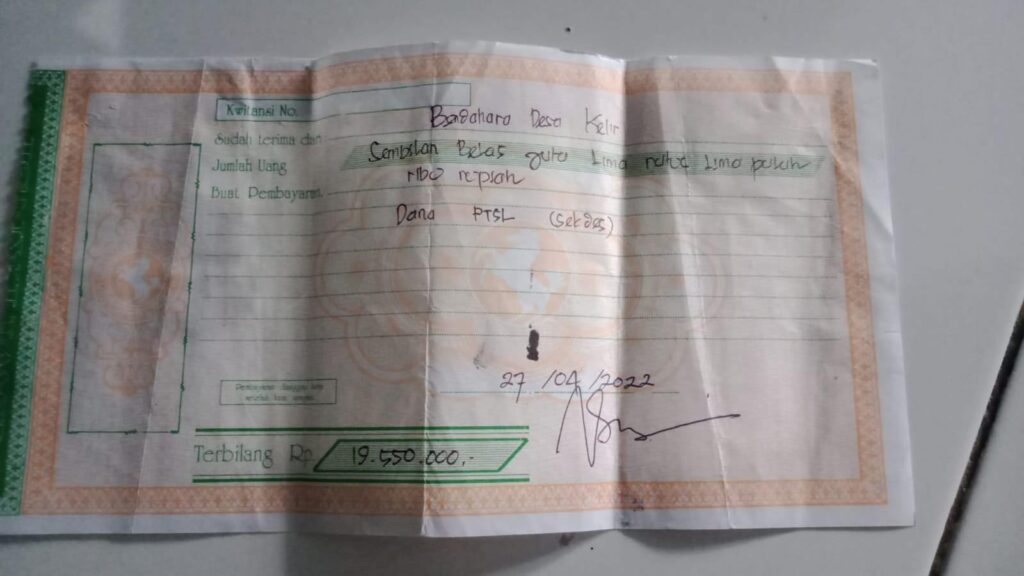 Kwitansi No.
Sudah terima dari Bendahara Desa Kelir
Jumlah Uang Sembilan Belas juta Lima ratus Lima puluh
ribu rupiah
Buat Pembayaran
Dana PTSL (Sekdes)
27 / 04 / 2022
Terbilang Rp. 19.550.000,-